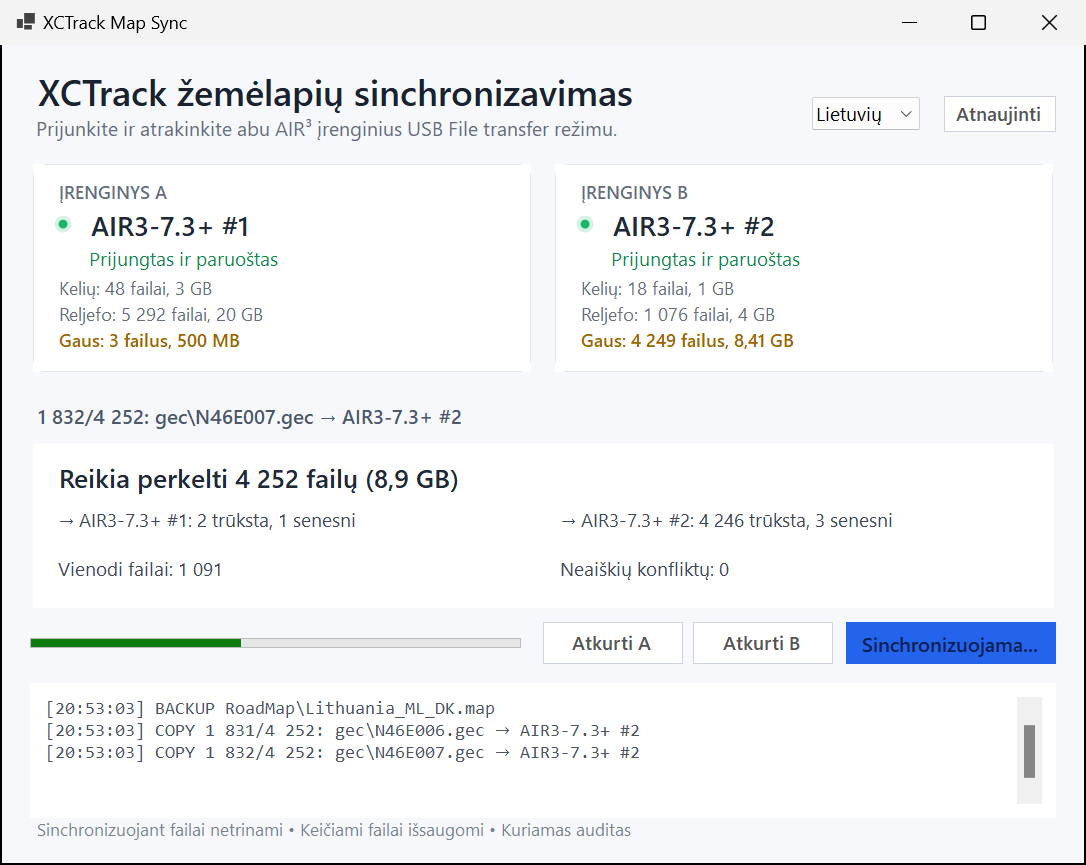 XCTrack Map Sync
XCTrack žemėlapių sinchronizavimas
Prijunkite ir atrakinkite abu AIR³ įrenginius USB File transfer režimu.
Lietuvių
Atnaujinti
ĮRENGINYS A
AIR3-7.3+ #1
Prijungtas ir paruoštas
Kelių: 48 failai, 3 GB
Reljefo: 5 292 failai, 20 GB
Gaus: 3 failus, 500 MB
ĮRENGINYS B
AIR3-7.3+ #2
Prijungtas ir paruoštas
Kelių: 18 failai, 1 GB
Reljefo: 1 076 failai, 4 GB
Gaus: 4 249 failus, 8,41 GB
1 832/4 252: gec\N46E007.gec → AIR3-7.3+ #2
Reikia perkelti 4 252 failų (8,9 GB)
→ AIR3-7.3+ #1: 2 trūksta, 1 senesni
→ AIR3-7.3+ #2: 4 246 trūksta, 3 senesni
Vienodi failai: 1 091
Neaiškių konfliktų: 0
Atkurti A
Atkurti B
Sinchronizuojama...
[20:53:03] BACKUP RoadMap\Lithuania_ML_DK.map
[20:53:03] COPY 1 831/4 252: gec\N46E006.gec → AIR3-7.3+ #2
[20:53:03] COPY 1 832/4 252: gec\N46E007.gec → AIR3-7.3+ #2
Sinchronizuojant failai netrinami • Keičiami failai išsaugomi • Kuriamas auditas